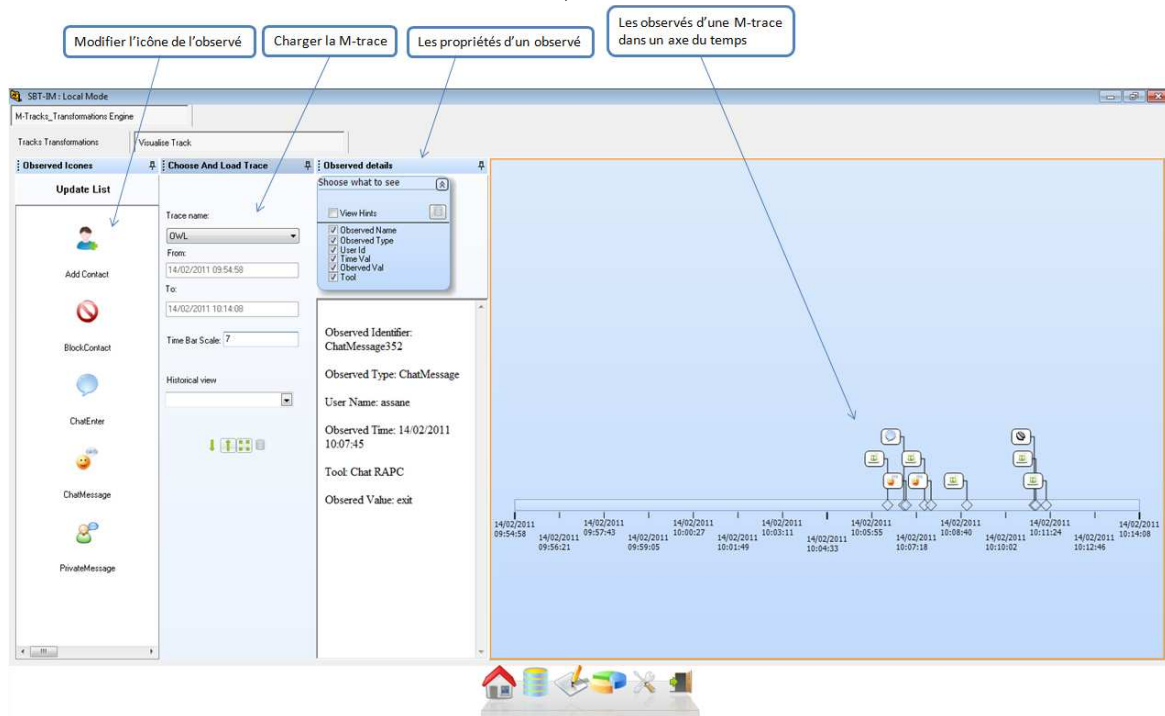 Modifier l'icône de l'observé
Charger la M-trace
Les propriétés d'un observé
Les observés d'une M-trace
dans un axe du temps
SBT-IM : Local Mode
M-Tracks_Transformations Engine
Tracks Transformations
Visualise Track
Observed Icones
Update List
Add Contact
BlockContact
ChatEnter
ChatMessage
PrivateMessage
Choose And Load Trace
Trace name:
OWL
From:
14/02/2011 09:54:58
To:
14/02/2011 10:14:08
Time Bar Scale: 7
Historical view
Observed details
Choose what to see
View Hints
Observed Name
Observed Type
User Id
Time Val
Oberved Val
Tool
Observed Identifier:
ChatMessage352
Observed Type: ChatMessage
User Name: assane
Observed Time: 14/02/2011
10:07:45
Tool: Chat RAPC
Obsered Value: exit
14/02/2011
09:54:58
14/02/2011
09:56:21
14/02/2011
09:57:43
14/02/2011
09:59:05
14/02/2011
10:00:27
14/02/2011
10:01:49
14/02/2011
10:03:11
14/02/2011
10:04:33
14/02/2011
10:05:55
14/02/2011
10:07:18
14/02/2011
10:08:40
14/02/2011
10:10:02
14/02/2011
10:11:24
14/02/2011
10:12:46
14/02/2011
10:14:08